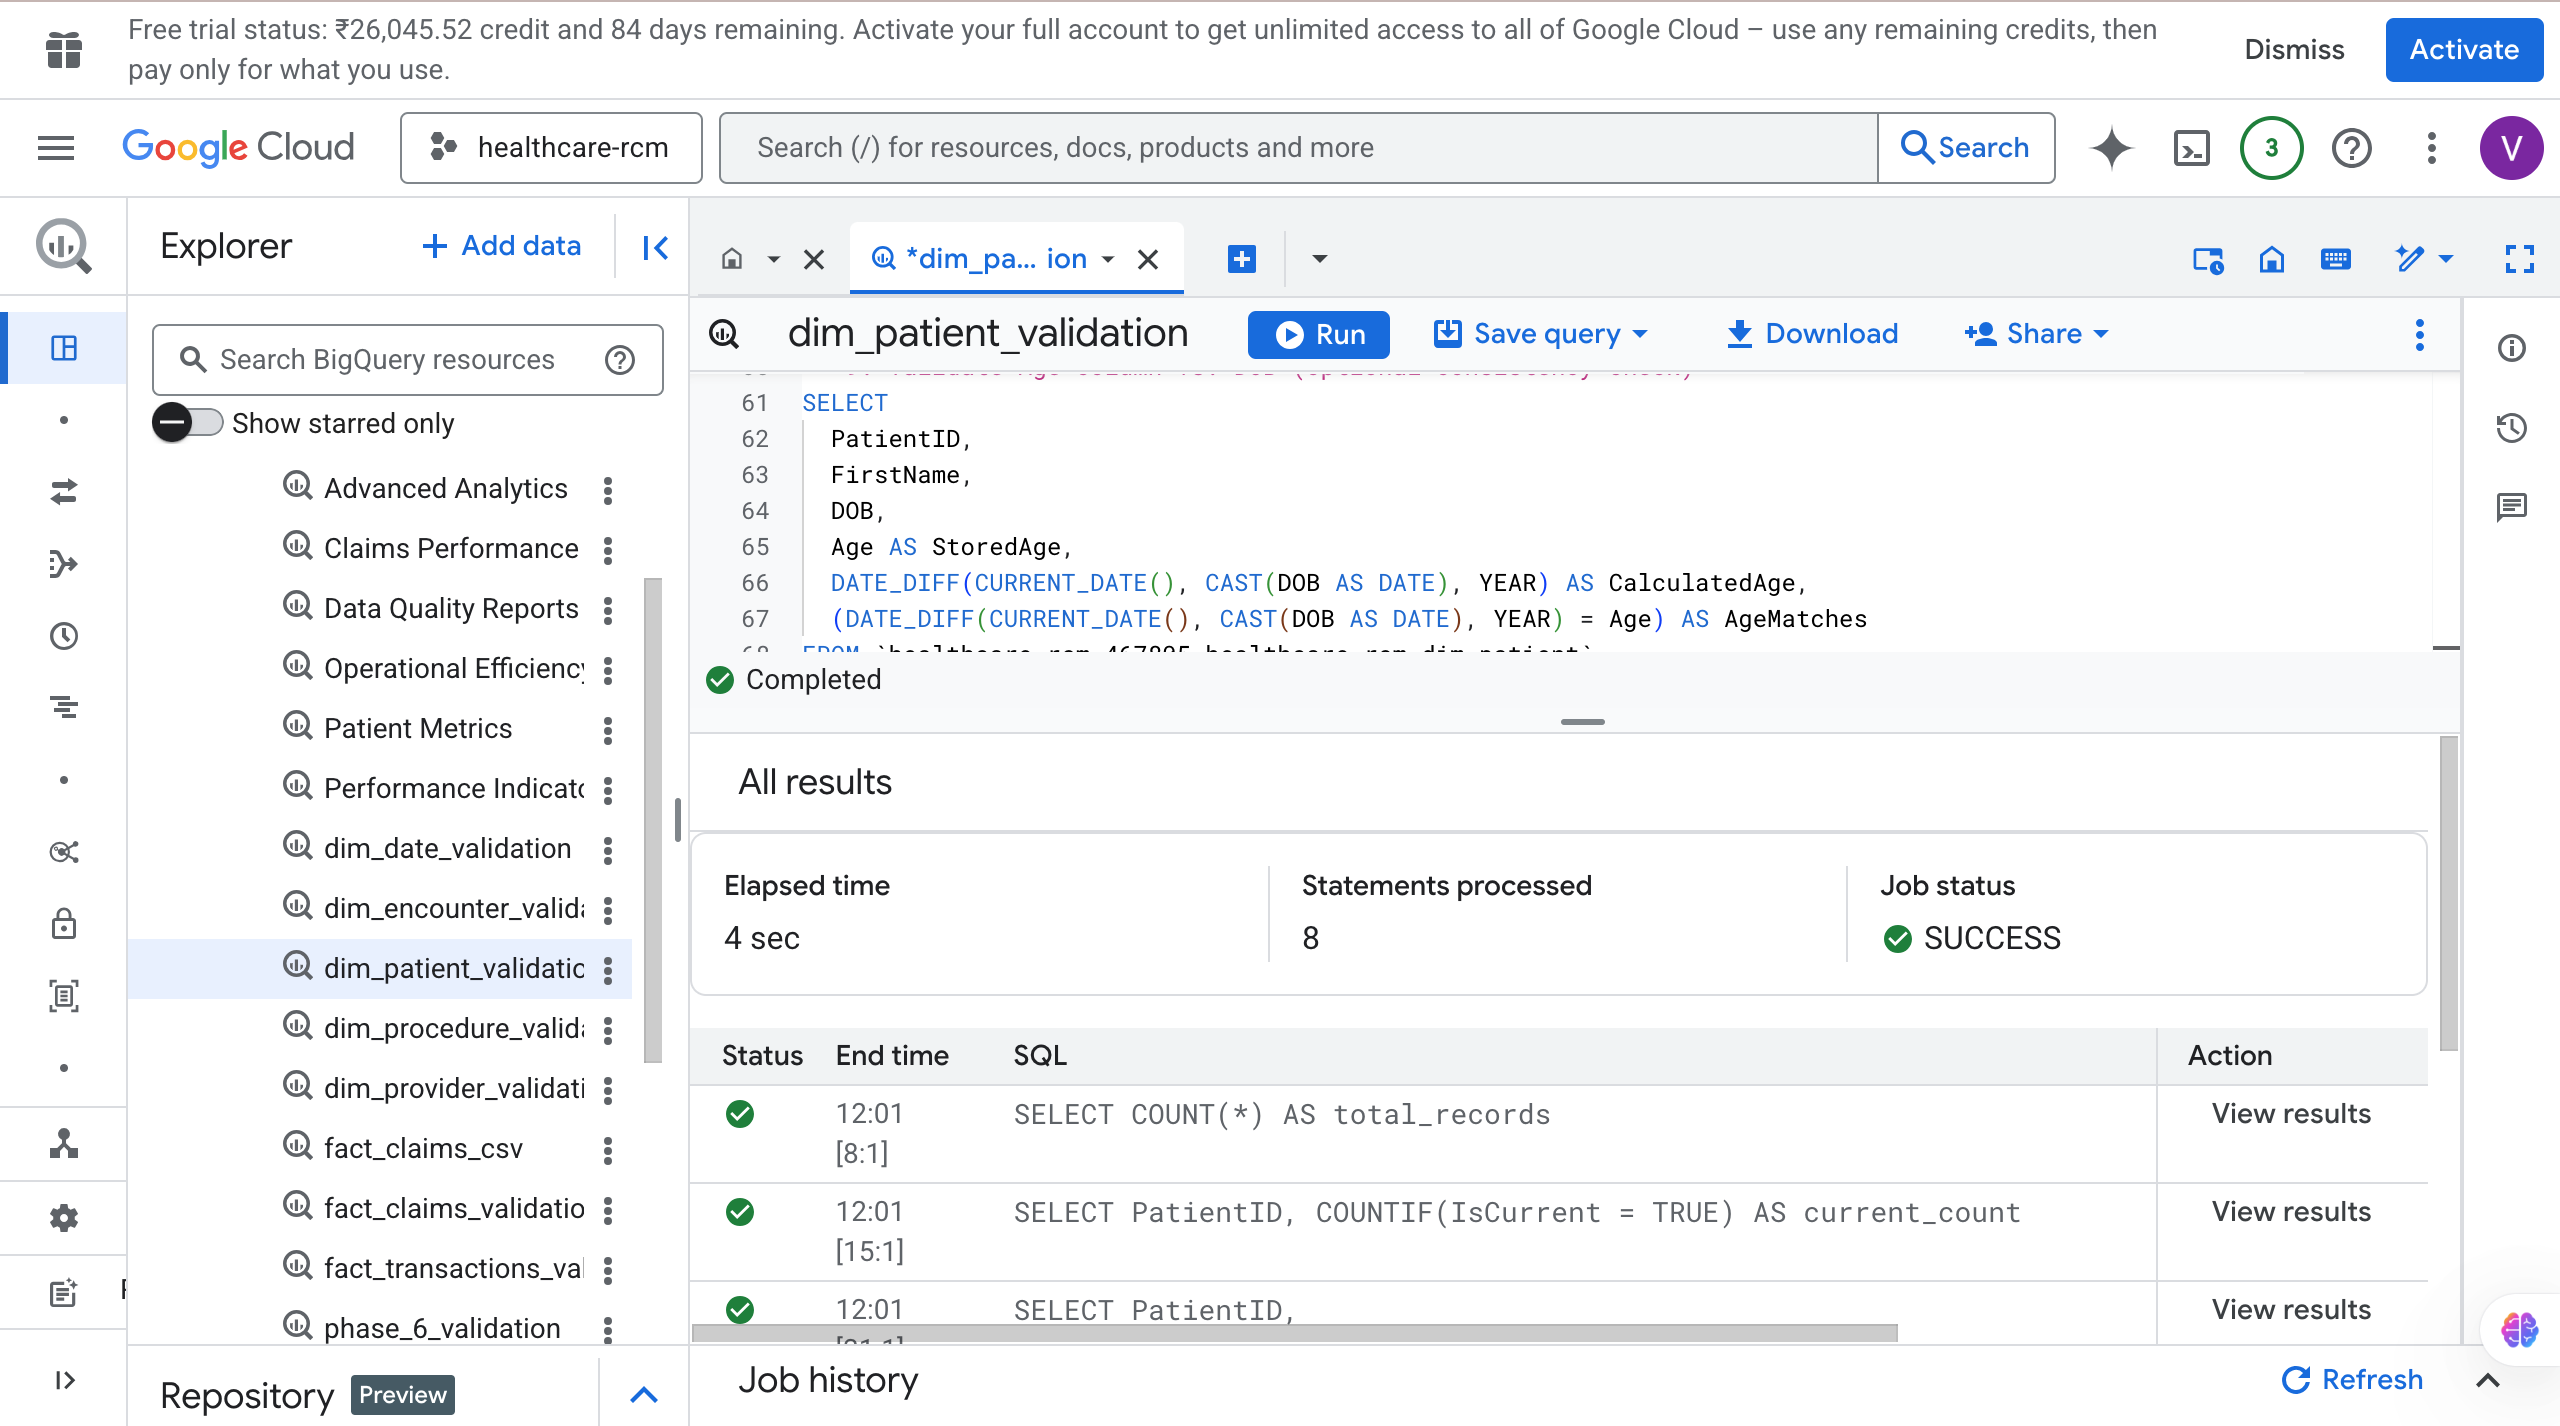 Free trial status: ₹26,045.52 credit and 84 days remaining. Activate your full account to get unlimited access to all of Google Cloud – use any remaining credits, then
pay only for what you use.
Dismiss
Activate
Google Cloud
healthcare-rcm
Search (/) for resources, docs, products and more
Search
3
V
Explorer
+ Add data
*dim_pa... ion
Search BigQuery resources
Show starred only
Advanced Analytics
Claims Performance
Data Quality Reports
Operational Efficiency
Patient Metrics
Performance Indicato
dim_date_validation
dim_encounter_valida
dim_patient_validatio
dim_procedure_valida
dim_provider_validati
fact_claims_csv
fact_claims_validatio
fact_transactions_val
phase_6_validation
Repository Preview
dim_patient_validation
Run
Save query
Download
Share
61 SELECT
62 PatientID,
63 FirstName,
64 DOB,
65 Age AS StoredAge,
66 DATE_DIFF(CURRENT_DATE(), CAST(DOB AS DATE), YEAR) AS CalculatedAge,
67 (DATE_DIFF(CURRENT_DATE(), CAST(DOB AS DATE), YEAR) = Age) AS AgeMatches
Completed
All results
Elapsed time
4 sec
Statements processed
8
Job status
SUCCESS
Status End time SQL Action
12:01 SELECT COUNT(*) AS total_records View results
[8:1]
12:01 SELECT PatientID, COUNTIF(IsCurrent = TRUE) AS current_count View results
[15:1]
12:01 SELECT PatientID, View results
Job history
Refresh